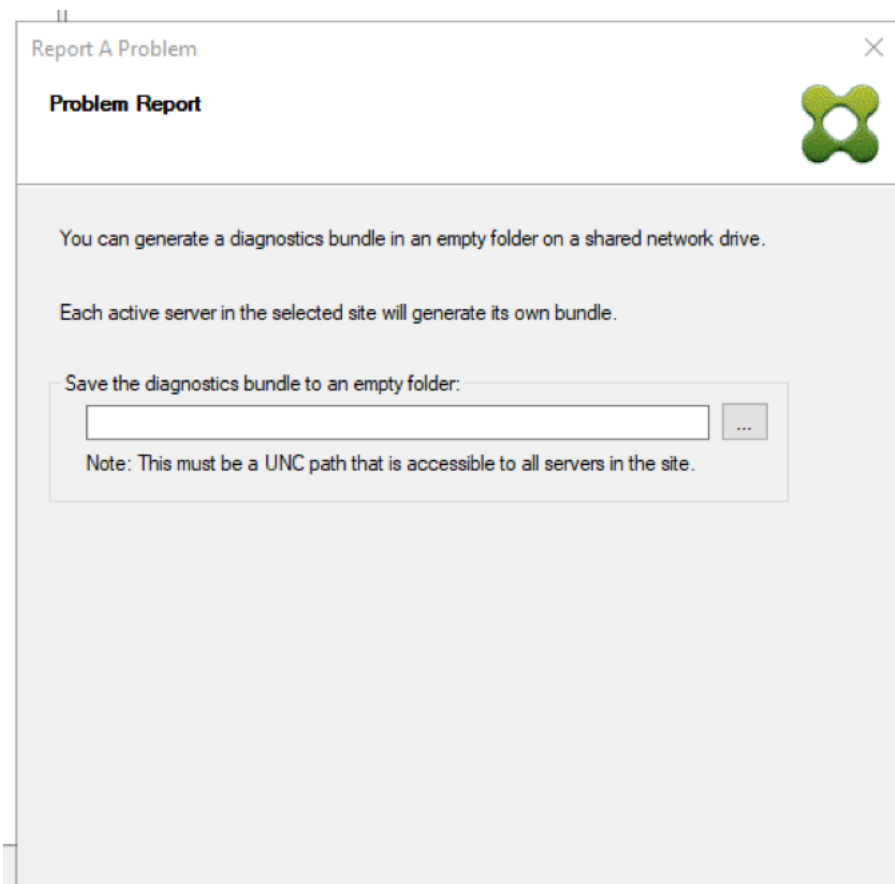 Report A Problem
Problem Report
You can generate a diagnostics bundle in an empty folder on a shared network drive.
Each active server in the selected site will generate its own bundle.
Save the diagnostics bundle to an empty folder:
...
Note: This must be a UNC path that is accessible to all servers in the site.